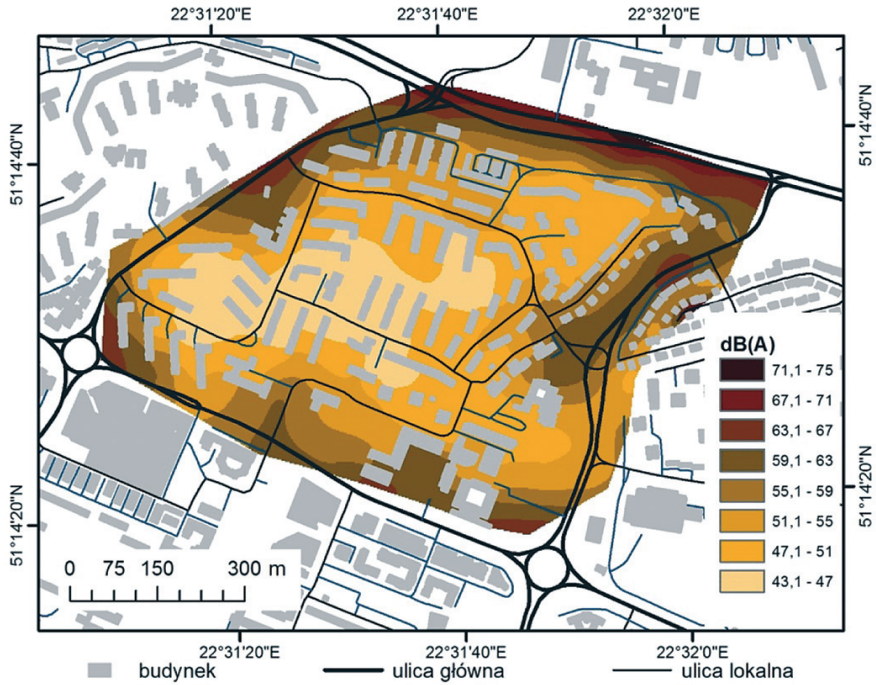 22°31'20"E 22°31'40"E 22°32'0"E
51°14'40"N
51°14'40"N
51°14'20"N
51°14'20"N
dB(A)
71,1 - 75
67,1 - 71
63,1 - 67
59,1 - 63
55,1 - 59
51,1 - 55
47,1 - 51
43,1 - 47
0 75 150 300 m
22°31'20"E 22°31'40"E 22°32'0"E
budynek ulica główna ulica lokalna